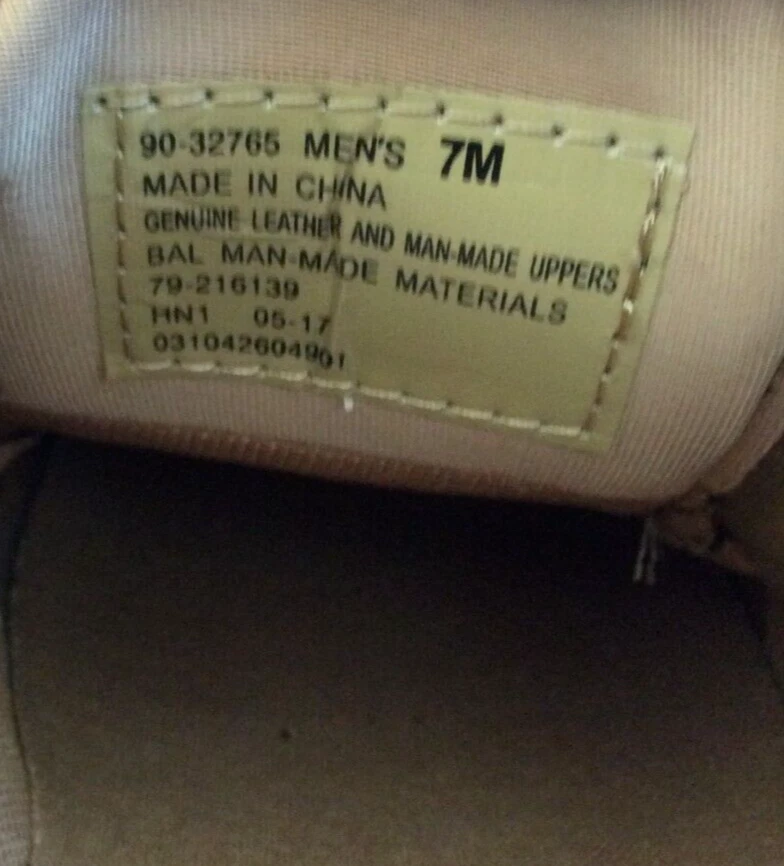 90-32765 MEN'S 7M
MADE IN CHINA
GENUINE LEATHER AND MAN-MADE UPPERS
BAL MAN-MADE MATERIALS
79-216139
HN1 05-17
031042604901